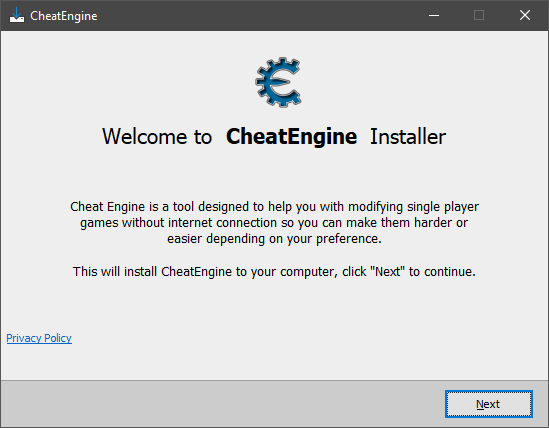 CheatEngine
Welcome to CheatEngine Installer
Cheat Engine is a tool designed to help you with modifying single player
games without internet connection so you can make them harder or
easier depending on your preference.
This will install CheatEngine to your computer, click "Next" to continue.
Privacy Policy
Next